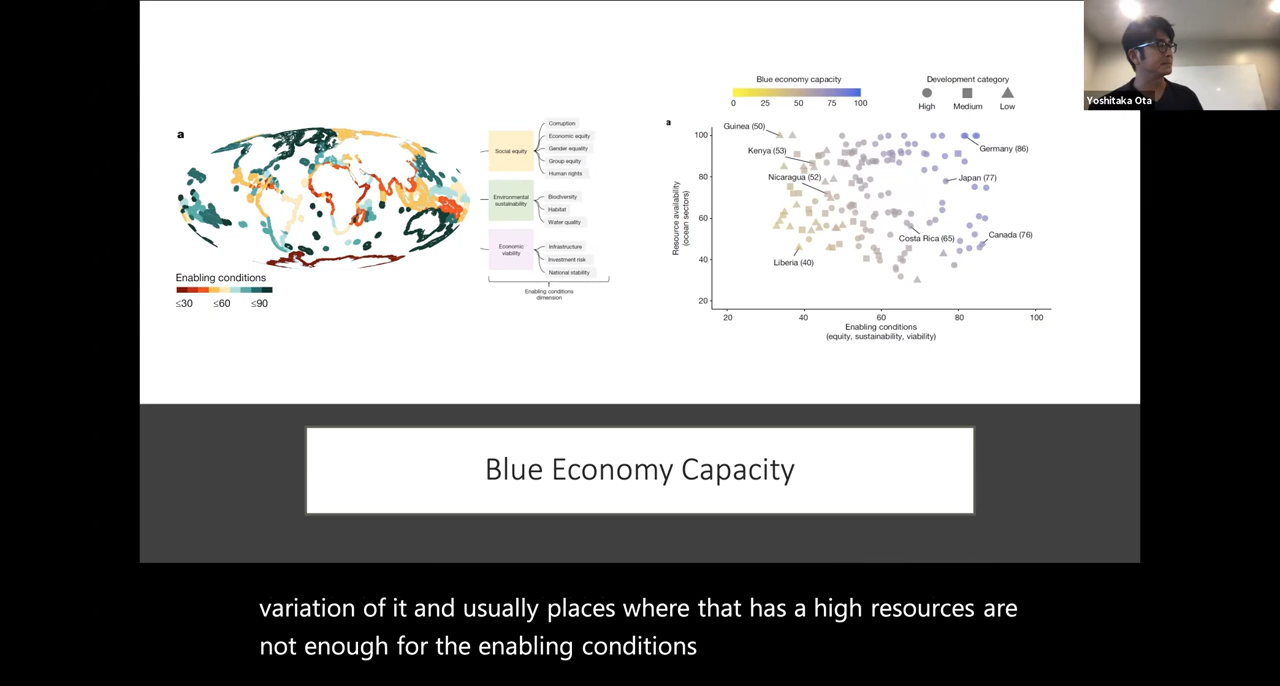 Yoshitaka Ota
a
Enabling conditions
≤30 ≤60 ≤90
Social equity
Corruption
Economic equity
Gender equality
Group equity
Human rights
Environmental
sustainability
Biodiversity
Habitat
Water quality
Economic
viability
Infrastructure
Investment risk
National stability
Enabling conditions
dimension
Blue economy capacity
0 25 50 75 100
Development category
High Medium Low
a
Resource availability
(ocean sectors)
100
80
60
40
20
Guinea (50)
Kenya (53)
Nicaragua (52)
Liberia (40)
Germany (86)
Japan (77)
Costa Rica (65)
Canada (76)
20 40 60 80 100
Enabling conditions
(equity, sustainability, viability)
Blue Economy Capacity
variation of it and usually places where that has a high resources are
not enough for the enabling conditions